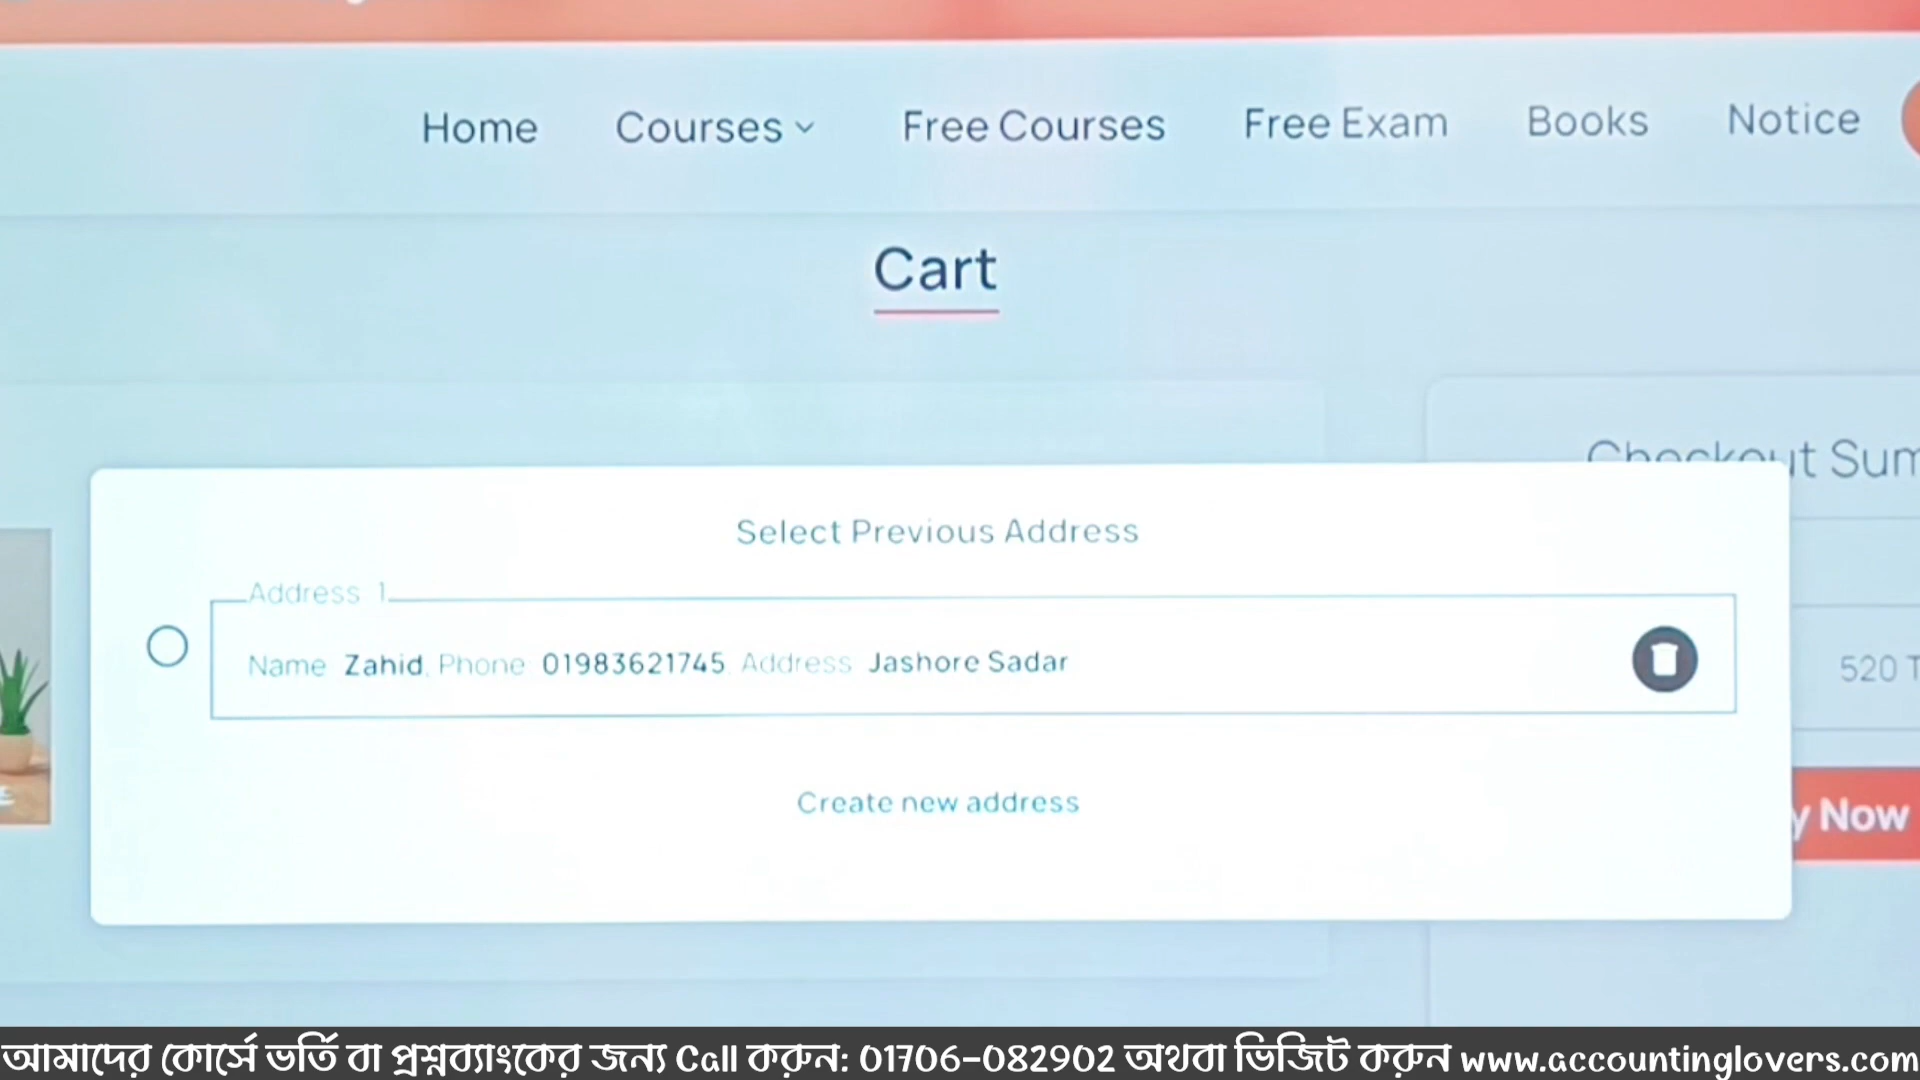 Home Courses Free Courses Free Exam Books Notice
Cart
Checkout
Select Previous Address
Address 1
Name Zahid, Phone 01983621745, Address Jashore Sadar
520
Create new address
Now
আমাদের কোর্সে ভর্তি বা প্রশ্নব্যাংকের জন্য Call করুন: 01706-082902 অথবা ভিজিট করুন www.accountinglovers.com